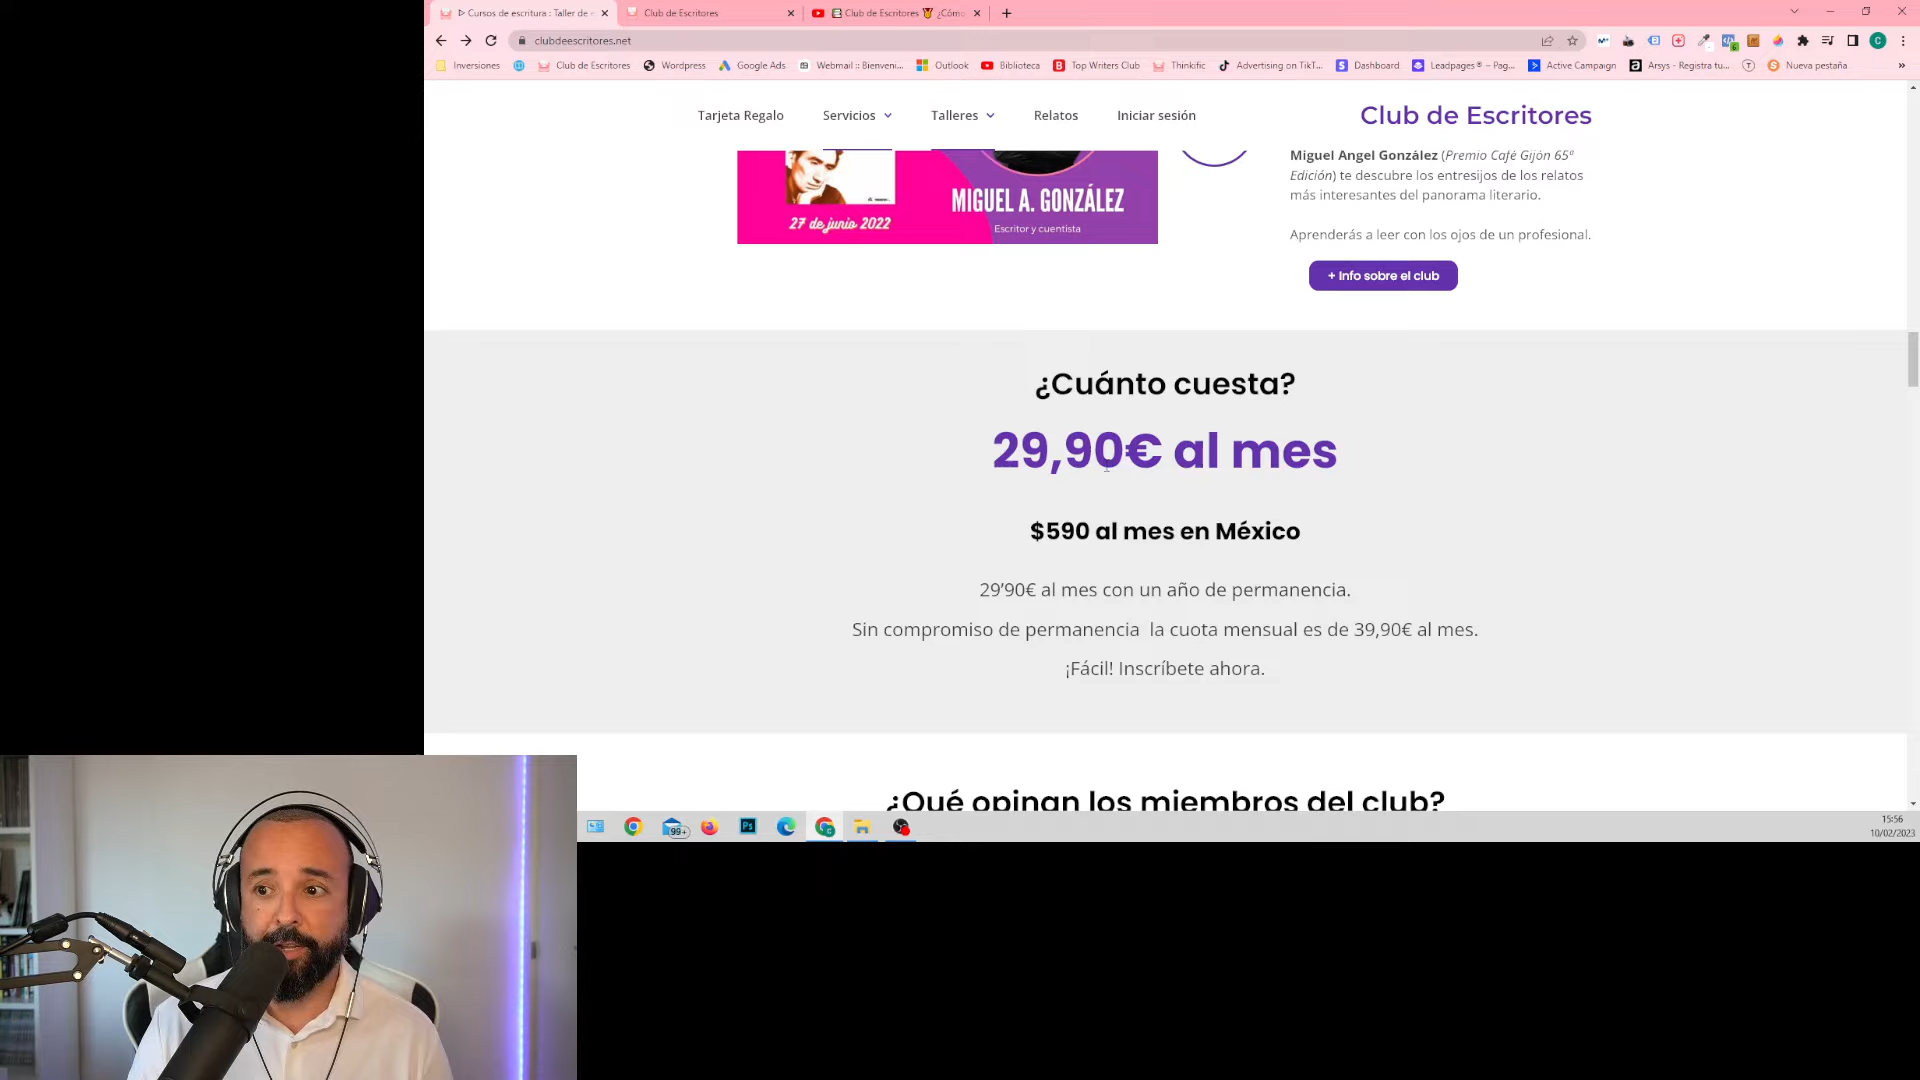 ▷ Cursos de escritura : Taller de e
Club de Escritores
Club de Escritores 🏅 ¿Cómo
clubdeescritores.net
Inversiones
Club de Escritores
Wordpress
Google Ads
Webmail :: Bienveni...
Outlook
Biblioteca
Top Writers Club
Thinkific
Advertising on TikT...
Dashboard
Leadpages® – Pag...
Active Campaign
Arsys - Registra tu...
Nueva pestaña
»
Tarjeta Regalo
Servicios
Talleres
Relatos
Iniciar sesión
Club de Escritores
27 de junio 2022
MIGUEL A. GONZÁLEZ
Escritor y cuentista
Miguel Angel González (Premio Café Gijón 65ª
Edición) te descubre los entresijos de los relatos
más interesantes del panorama literario.
Aprenderás a leer con los ojos de un profesional.
+ Info sobre el club
¿Cuánto cuesta?
29,90€ al mes
$590 al mes en México
29’90€ al mes con un año de permanencia.
Sin compromiso de permanencia la cuota mensual es de 39,90€ al mes.
¡Fácil! Inscríbete ahora.
¿Qué opinan los miembros del club?
99+
Ps
15:56
10/02/2023